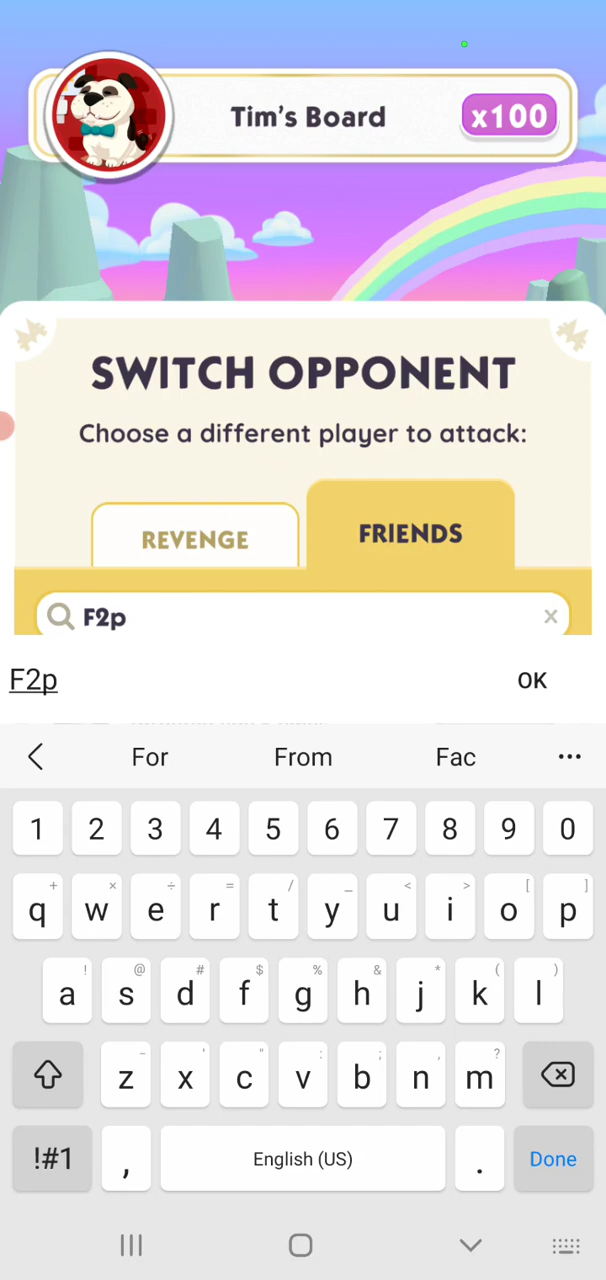 Tim's Board
x100
SWITCH OPPONENT
Choose a different player to attack:
REVENGE
FRIENDS
F2p
×
F2p
OK
For From Fac •••
1 2 3 4 5 6 7 8 9 0
+ × ÷ = / _ < > [ ]
q w e r t y u i o p
! @ # $ % & * ( )
a s d f g h j k l
- ' " : ; , ?
z x c v b n m
!#1 , English (US) . Done